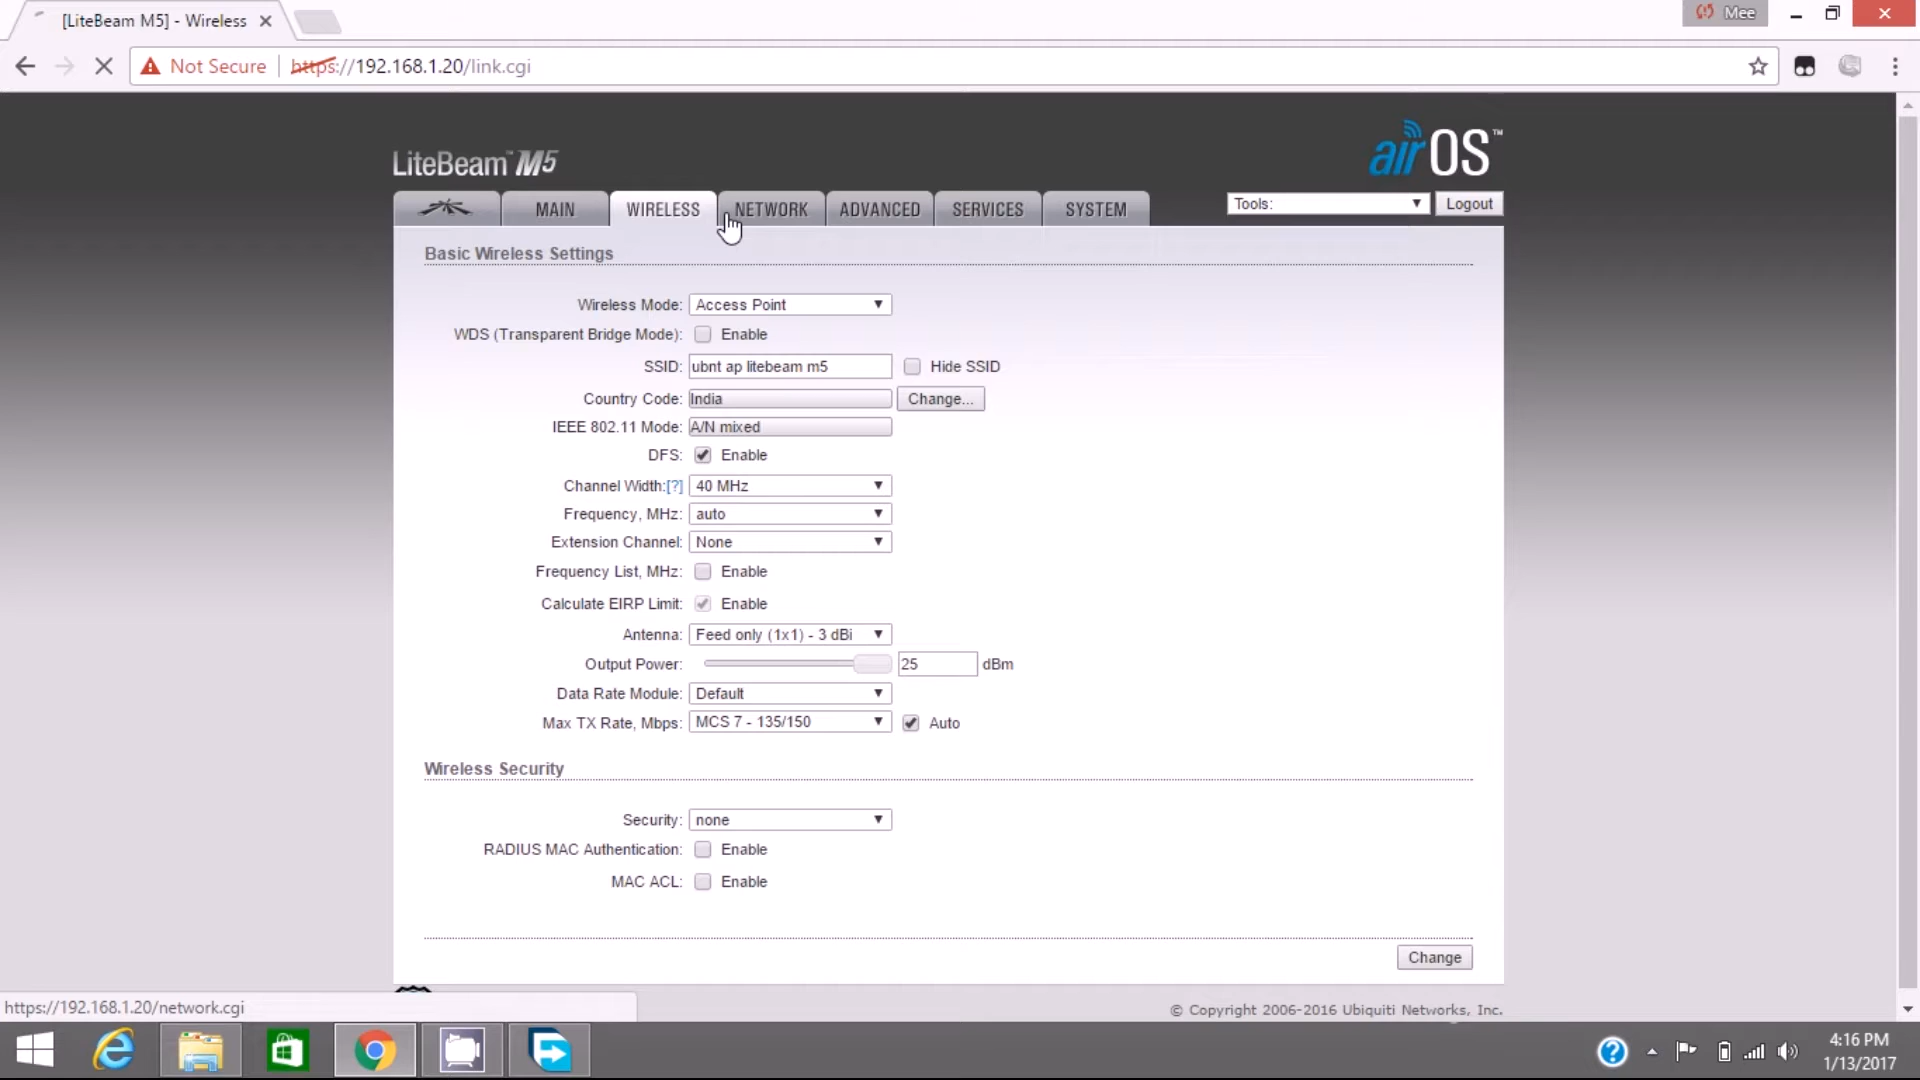 [LiteBeam M5] - Wireless
Mee
Not Secure https://192.168.1.20/link.cgi
LiteBeam™ M5
airOS™
MAIN WIRELESS NETWORK ADVANCED SERVICES SYSTEM Tools: Logout
Basic Wireless Settings
Wireless Mode: Access Point
WDS (Transparent Bridge Mode): Enable
SSID: ubnt ap litebeam m5 Hide SSID
Country Code: India Change...
IEEE 802.11 Mode: A/N mixed
DFS: Enable
Channel Width:[?] 40 MHz
Frequency, MHz: auto
Extension Channel: None
Frequency List, MHz: Enable
Calculate EIRP Limit: Enable
Antenna: Feed only (1x1) - 3 dBi
Output Power: 25 dBm
Data Rate Module: Default
Max TX Rate, Mbps: MCS 7 - 135/150 Auto
Wireless Security
Security: none
RADIUS MAC Authentication: Enable
MAC ACL: Enable
Change
https://192.168.1.20/network.cgi
© Copyright 2006-2016 Ubiquiti Networks, Inc.
4:16 PM
1/13/2017